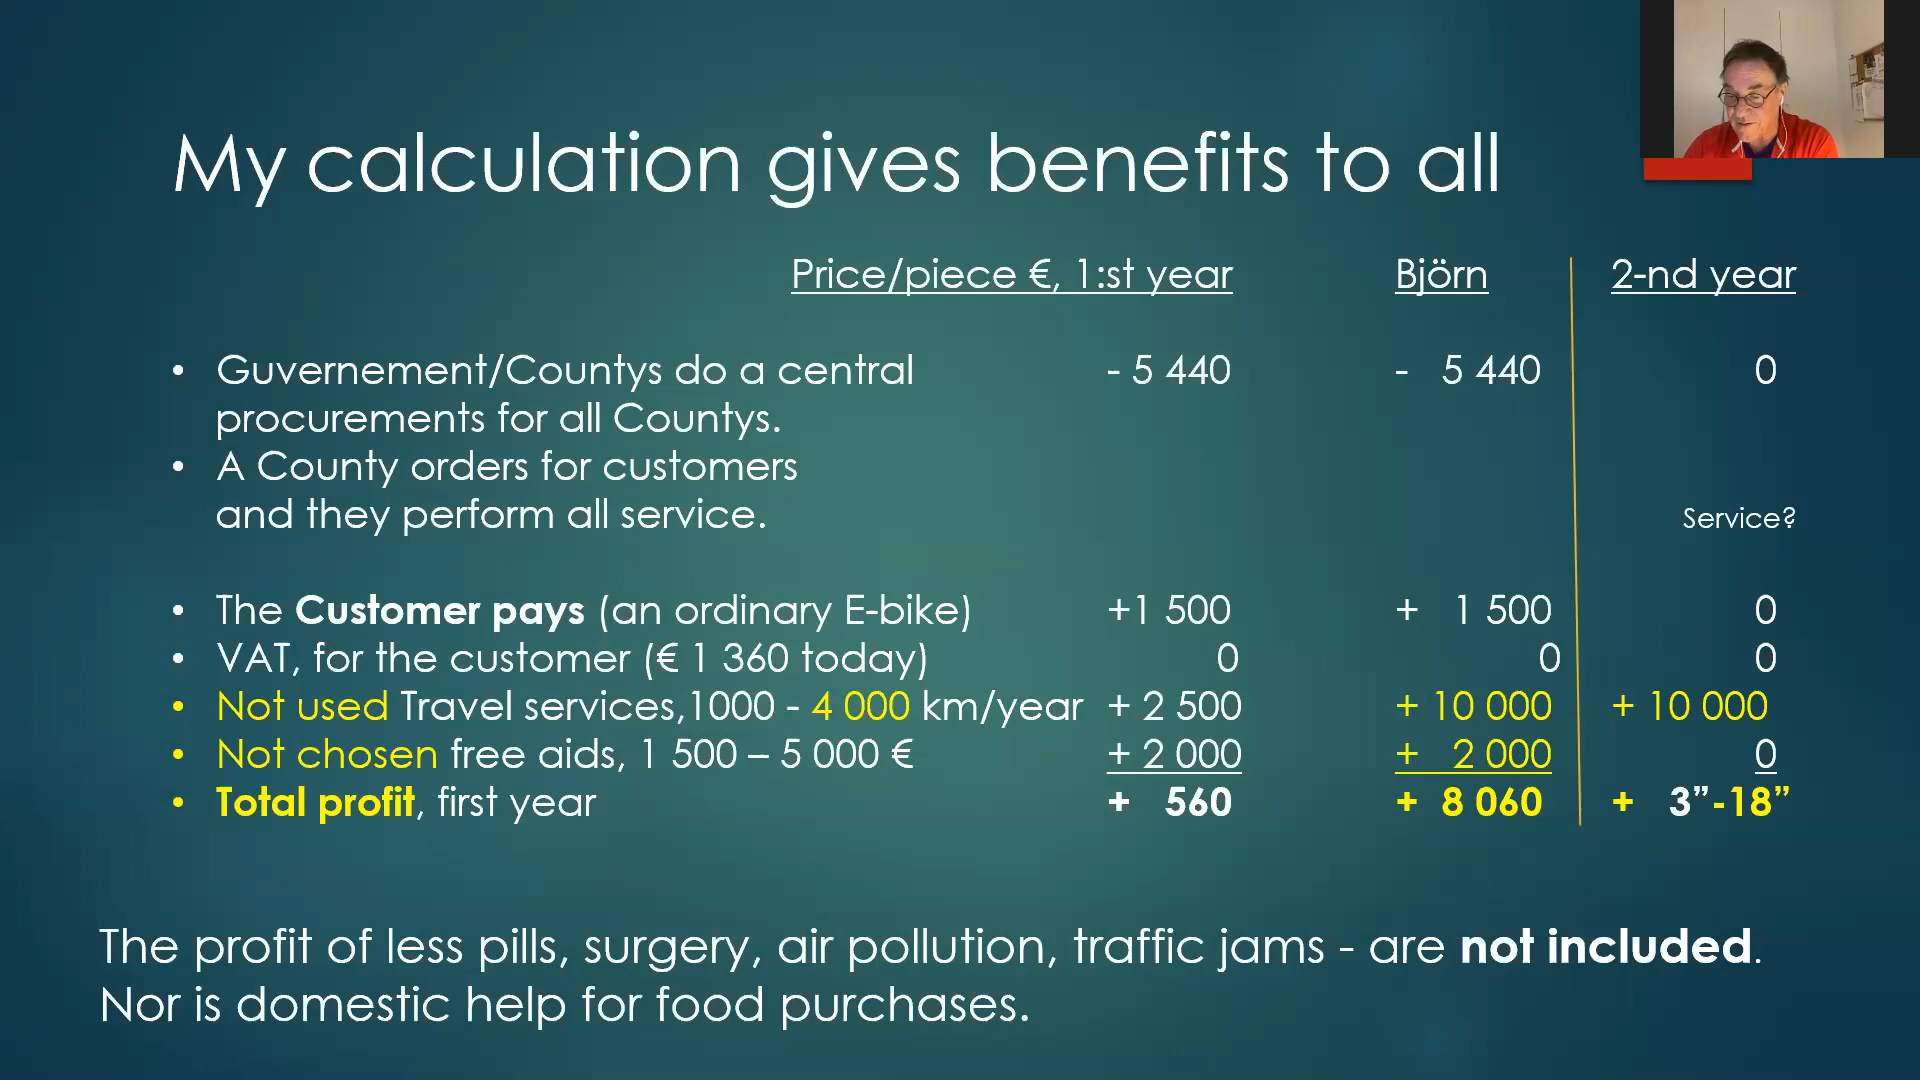 My calculation gives benefits to all
Price/piece €, 1:st year Björn 2-nd year
• Guvernement/Countys do a central - 5 440 - 5 440 0
procurements for all Countys.
• A County orders for customers
and they perform all service. Service?
• The Customer pays (an ordinary E-bike) +1 500 + 1 500 0
• VAT, for the customer (€ 1 360 today) 0 0 0
• Not used Travel services,1000 - 4 000 km/year + 2 500 + 10 000 + 10 000
• Not chosen free aids, 1 500 – 5 000 € + 2 000 + 2 000 0
• Total profit, first year + 560 + 8 060 + 3”-18”
The profit of less pills, surgery, air pollution, traffic jams - are not included.
Nor is domestic help for food purchases.